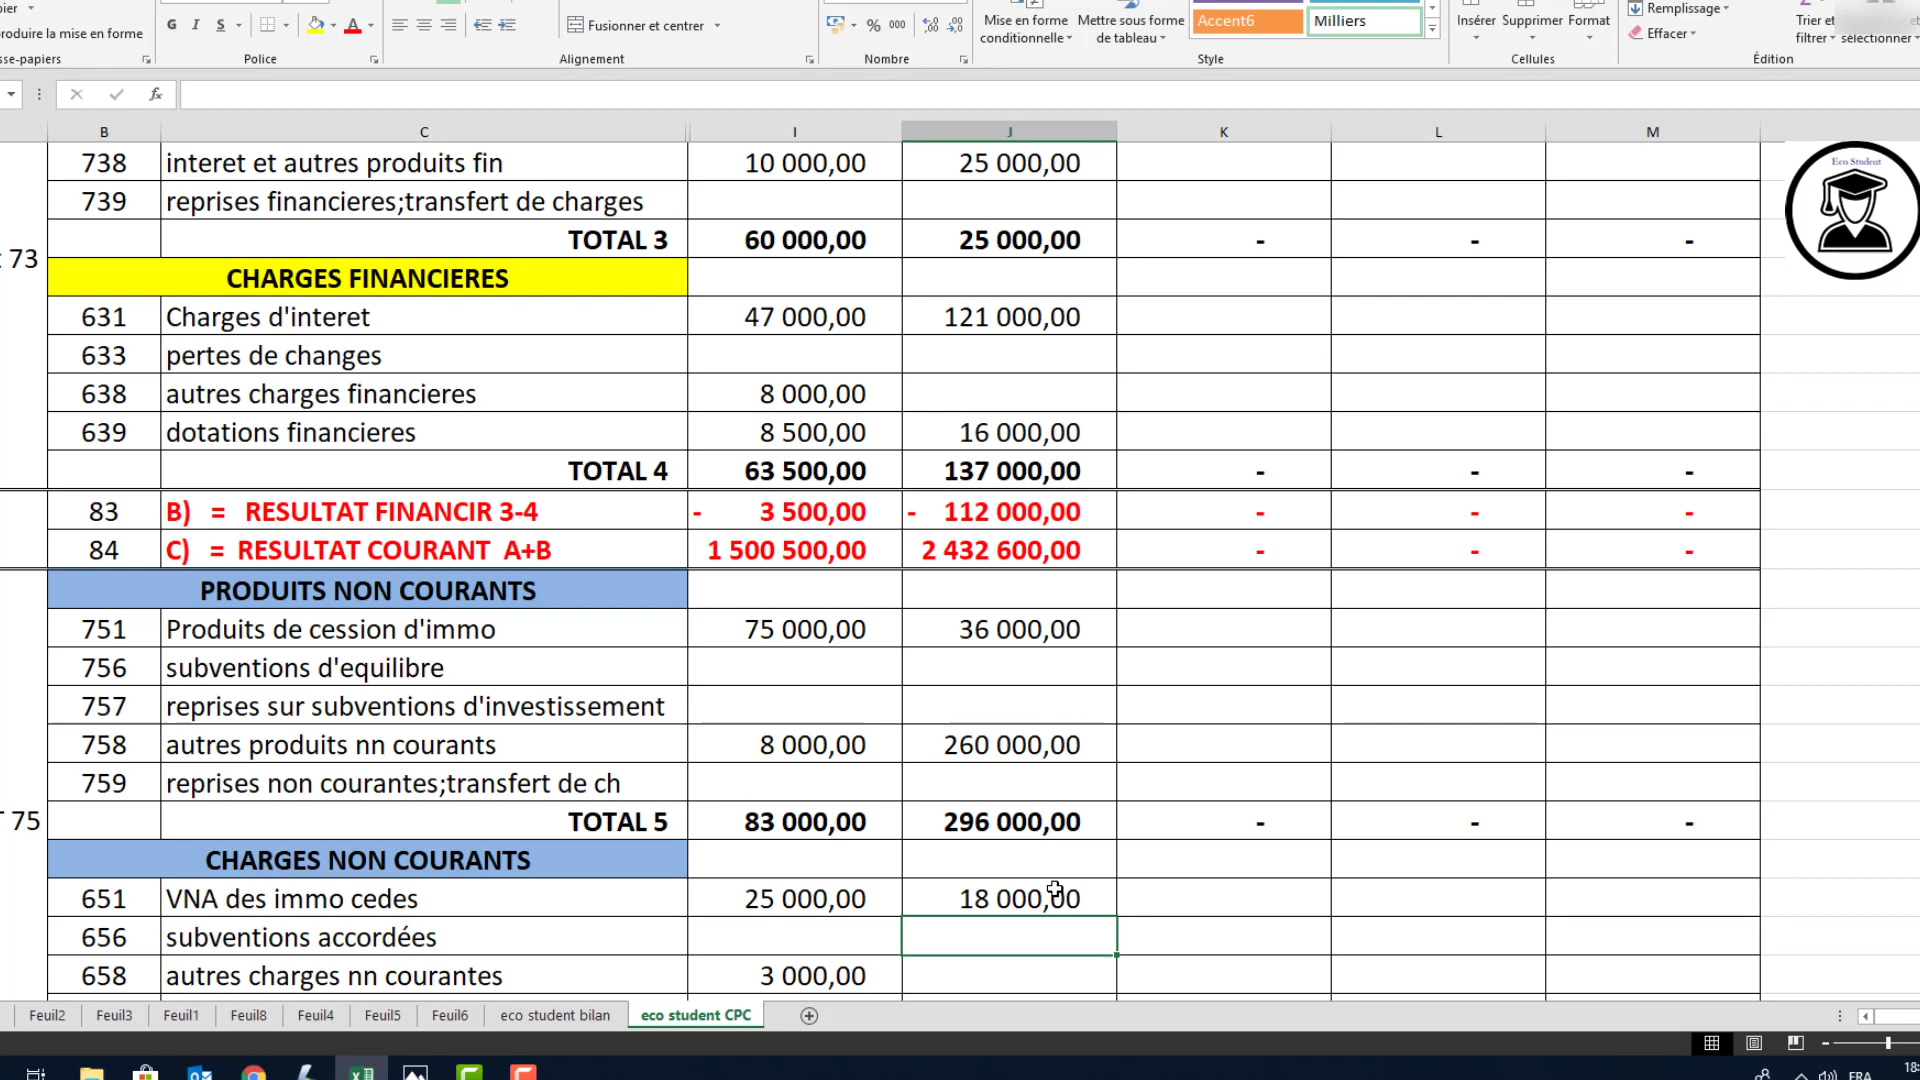 pier
roduire la mise en forme
sse-papiers
G I S
Police
Alignement
Fusionner et centrer
% 000
Nombre
Mise en forme conditionnelle
Mettre sous forme de tableau
Accent6
Milliers
Style
Insérer Supprimer Format
Cellules
Remplissage
Effacer
Trier et filtrer
sélectionner
Édition
fx
B C I J K L M
738 interet et autres produits fin 10 000,00 25 000,00
739 reprises financieres;transfert de charges
TOTAL 3 60 000,00 25 000,00 - - -
73
CHARGES FINANCIERES
631 Charges d'interet 47 000,00 121 000,00
633 pertes de changes
638 autres charges financieres 8 000,00
639 dotations financieres 8 500,00 16 000,00
TOTAL 4 63 500,00 137 000,00 - - -
83 B) = RESULTAT FINANCIR 3-4 - 3 500,00 - 112 000,00 - - -
84 C) = RESULTAT COURANT A+B 1 500 500,00 2 432 600,00 - - -
PRODUITS NON COURANTS
751 Produits de cession d'immo 75 000,00 36 000,00
756 subventions d'equilibre
757 reprises sur subventions d'investissement
758 autres produits nn courants 8 000,00 260 000,00
759 reprises non courantes;transfert de ch
75 TOTAL 5 83 000,00 296 000,00 - - -
CHARGES NON COURANTS
651 VNA des immo cedes 25 000,00 18 000,00
656 subventions accordées
658 autres charges nn courantes 3 000,00
Eco Student
Feuil2 Feuil3 Feuil1 Feuil8 Feuil4 Feuil5 Feuil6 eco student bilan eco student CPC
FRA
18: